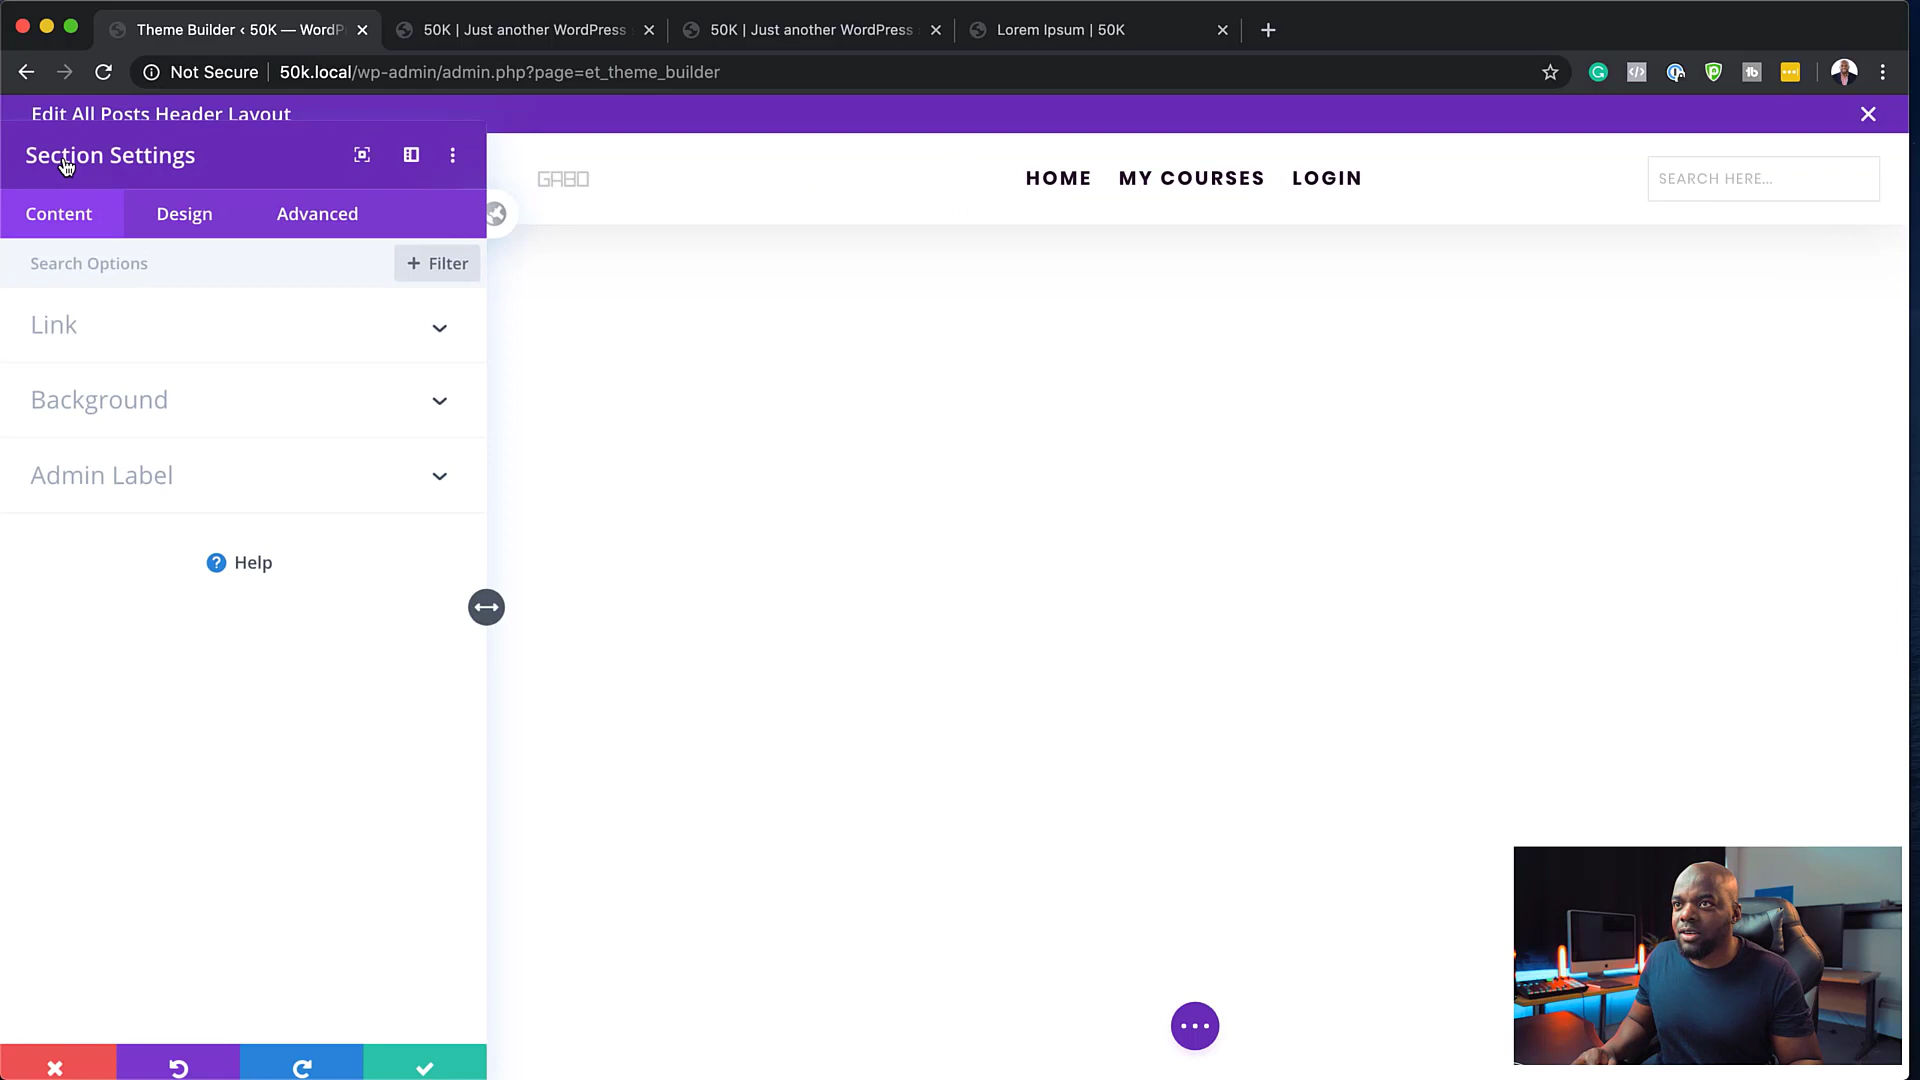 Theme Builder ‹ 50K — WordP
50K | Just another WordPress
50K | Just another WordPress
Lorem Ipsum | 50K
Not Secure
50k.local/wp-admin/admin.php?page=et_theme_builder
Edit All Posts Header Layout
Section Settings
GABO
HOME
MY COURSES
LOGIN
SEARCH HERE...
Content
Design
Advanced
Search Options
+ Filter
Link
Background
Admin Label
? Help